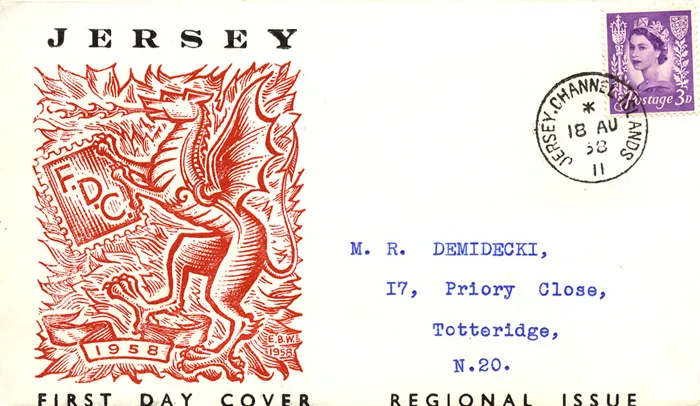 JERSEY
F.D.C
1958
E.B.W.
1958
FIRST DAY COVER
REGIONAL ISSUE
Postage 3D
JERSEY. CHANNEL ISLANDS
*
18 AU
58
11
M. R. DEMIDECKI,
17, Priory Close,
Totteridge,
N.20.